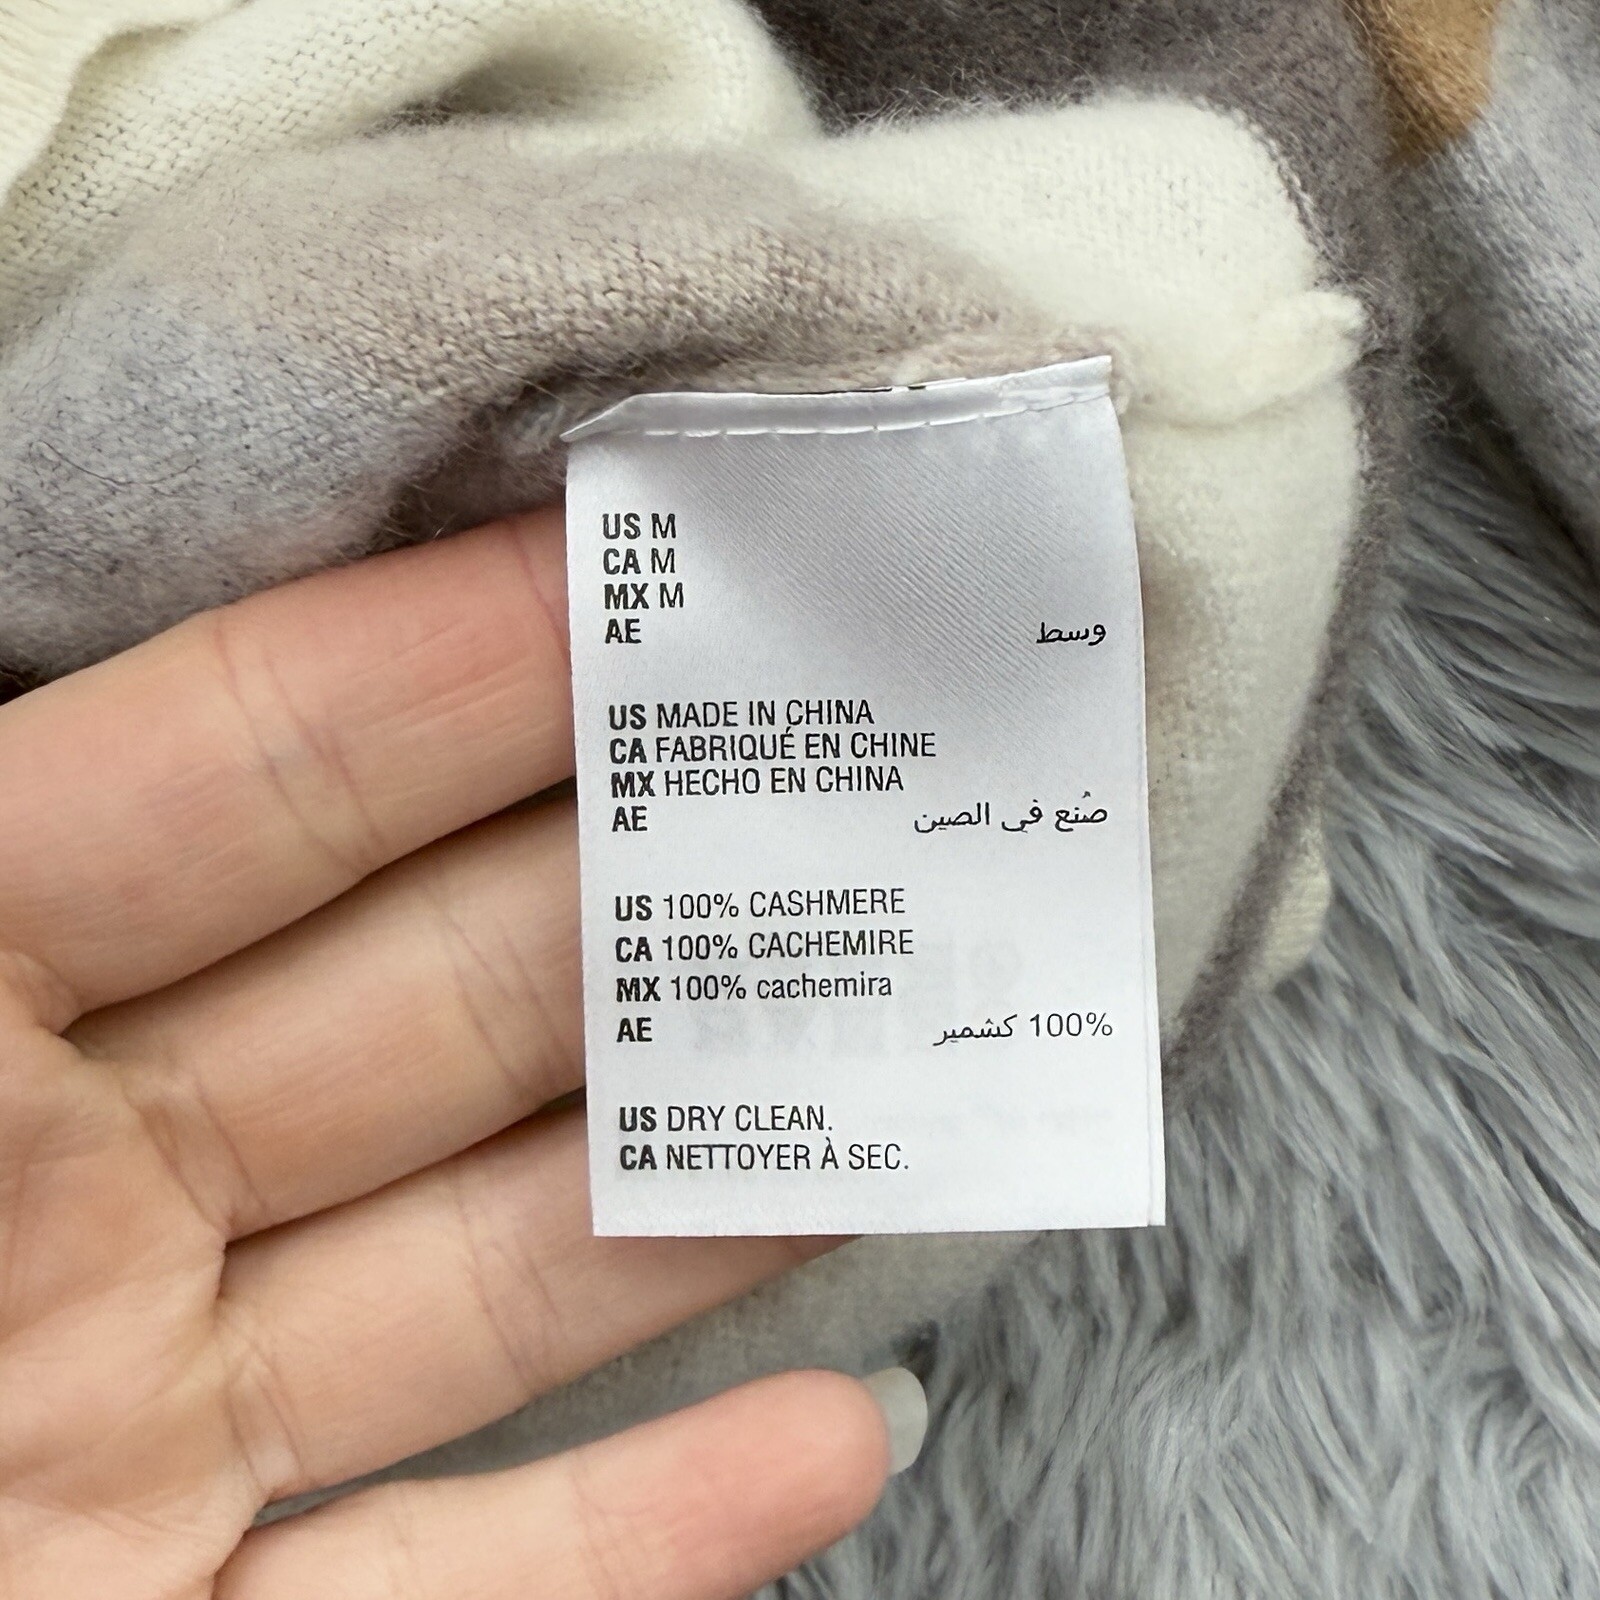 US M
CA M
MX M
AE وسط
US MADE IN CHINA
CA FABRIQUÉ EN CHINE
MX HECHO EN CHINA
AE صُنع في الصين
US 100% CASHMERE
CA 100% CACHEMIRE
MX 100% cachemira
AE 100% كشمير
US DRY CLEAN.
CA NETTOYER À SEC.